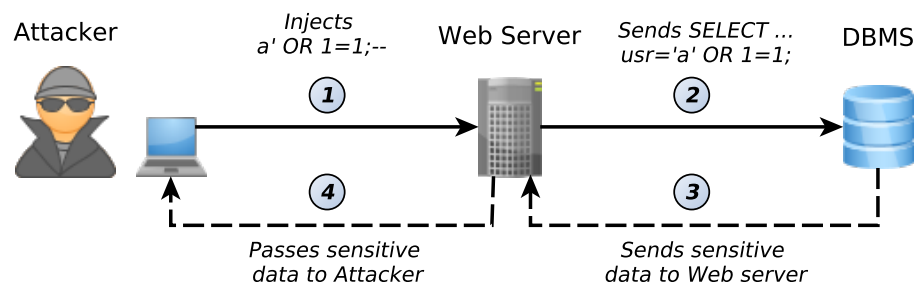 Attacker
Injects
a' OR 1=1;--
Web Server
Sends SELECT ...
usr='a' OR 1=1;
DBMS
1
2
4
3
Passes sensitive
data to Attacker
Sends sensitive
data to Web server